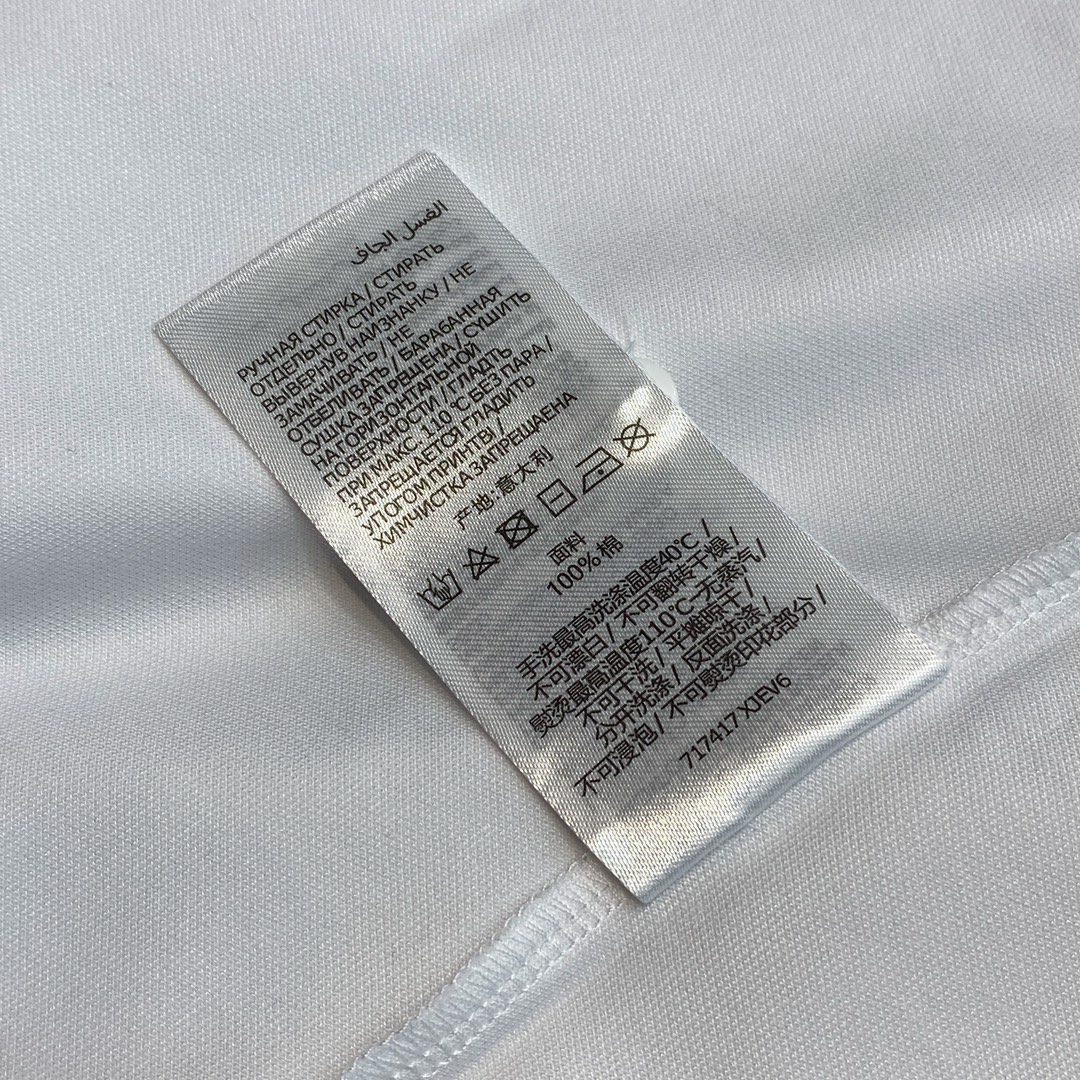 الغسل الجاف
РУЧНАЯ СТИРКА / СТИРАТЬ
ОТДЕЛЬНО / СТИРАТЬ
ВЫВЕРНУВ НАИЗНАНКУ / НЕ
ЗАМАЧИВАТЬ / НЕ
ОТБЕЛИВАТЬ / БАРАБАННАЯ
СУШКА ЗАПРЕЩЕНА / СУШИТЬ
НА ГОРИЗОНТАЛЬНОЙ
ПОВЕРХНОСТИ / ГЛАДТЬ
ПРИ МАКС. 110 °C БЕЗ ПАРА /
ЗАПРЕЩАЕТСЯ ГЛАДИТЬ
УПОГОМ ПРИНТВІ /
ХИМЧИСТКА ЗАПРЕЩАЕНА
产地: 意大利
面料
100% 棉
手洗最高洗涤温度40°C /
不可漂白 / 不可翻转干燥 /
熨烫最高温度110°C-无蒸汽 /
不可干洗 / 平摊晾干 /
分开洗涤 / 反面洗涤 /
不可浸泡 / 不可熨烫印花部分 /
717417 XJEV6